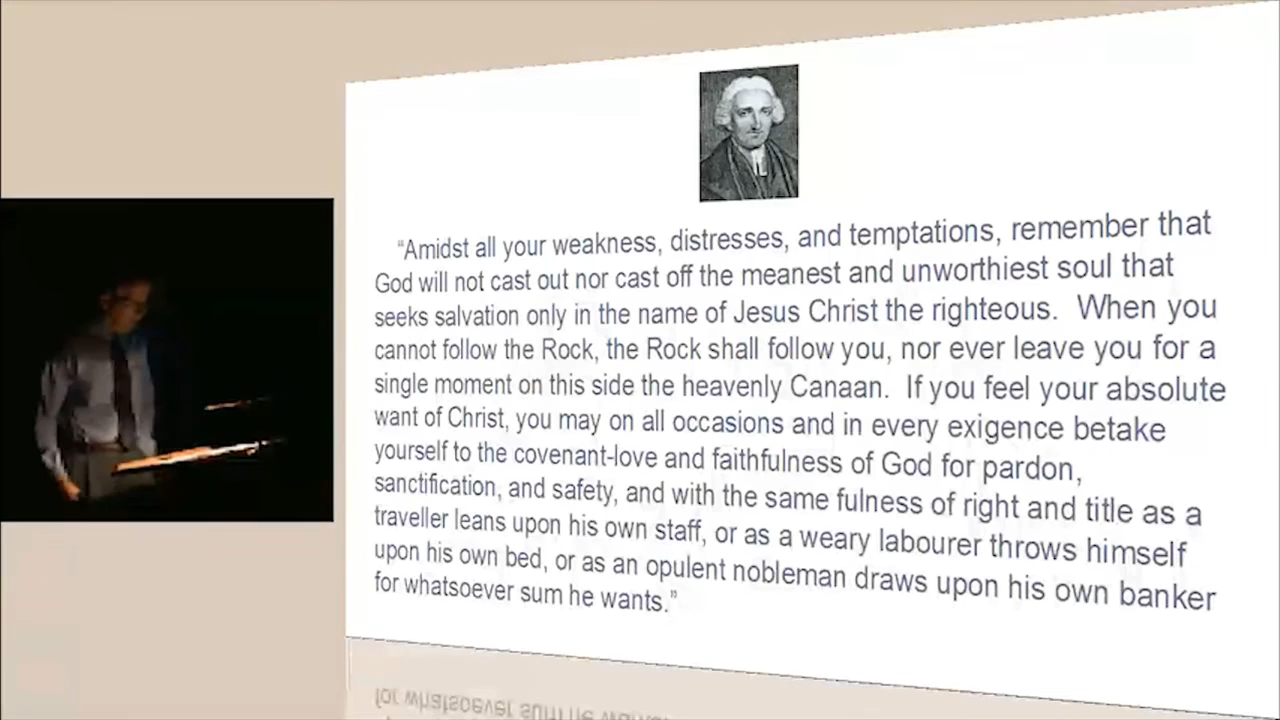 “Amidst all your weakness, distresses, and temptations, remember that
God will not cast out nor cast off the meanest and unworthiest soul that
seeks salvation only in the name of Jesus Christ the righteous.  When you
cannot follow the Rock, the Rock shall follow you, nor ever leave you for a
single moment on this side the heavenly Canaan.  If you feel your absolute
want of Christ, you may on all occasions and in every exigence betake
yourself to the covenant-love and faithfulness of God for pardon,
sanctification, and safety, and with the same fulness of right and title as a
traveller leans upon his own staff, or as a weary labourer throws himself
upon his own bed, or as an opulent nobleman draws upon his own banker
for whatsoever sum he wants.”